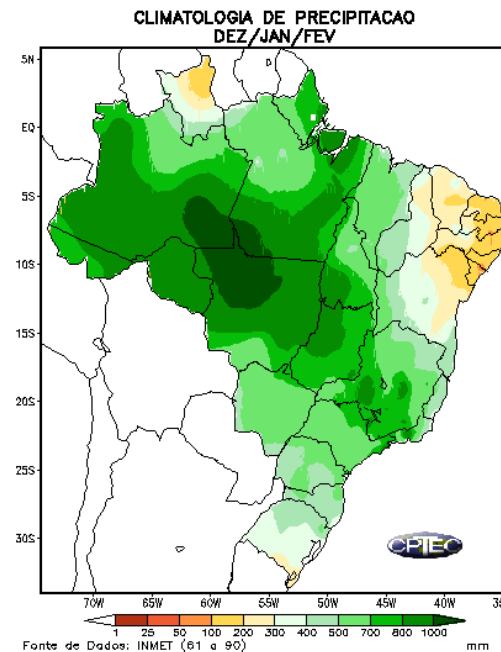 CLIMATOLOGIA DE PRECIPITACAO
DEZ/JAN/FEV
5N
EQ
5S
10S
15S
20S
25S
30S
CPTEC
70W 65W 60W 55W 50W 45W 40W 35
1 25 50 100 200 300 400 500 700 800 1000
Fonte de Dados: INMET (61 a 90) mm